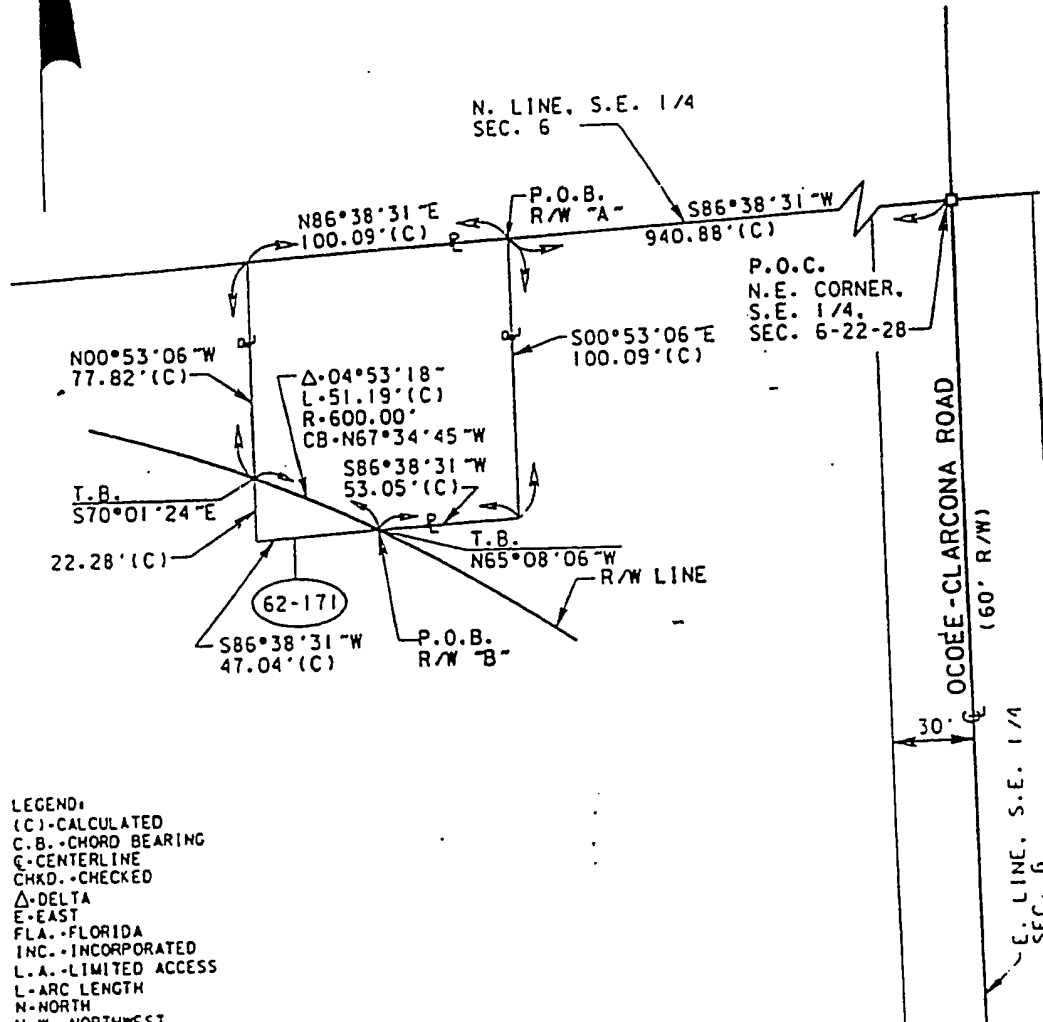 N. LINE, S.E. 1/4
SEC. 6
P.O.B.
R/W "A"
N86°38'31"E
100.09'(C)
S86°38'31"W
940.88'(C)
P.O.C.
N.E. CORNER,
S.E. 1/4,
SEC. 6-22-28
N00°53'06"W
77.82'(C)
S00°53'06"E
100.09'(C)
Δ=04°53'18"
L=51.19'(C)
R=600.00'
CB=N67°34'45"W
S86°38'31"W
53.05'(C)
T.B.
S70°01'24"E
22.28'(C)
T.B.
N65°08'06"W
R/W LINE
62-171
S86°38'31"W
47.04'(C)
P.O.B.
R/W "B"
OCOEE-CLARCONA ROAD
(60' R/W)
30'
E. LINE, S.E. 1/4
SEC. 6
LEGEND:
(C)=CALCULATED
C.B.=CHORD BEARING
℄=CENTERLINE
CHKD.=CHECKED
Δ=DELTA
E=EAST
FLA.=FLORIDA
INC.=INCORPORATED
L.A.=LIMITED ACCESS
L=ARC LENGTH
N=NORTH
N.W.=NORTHWEST